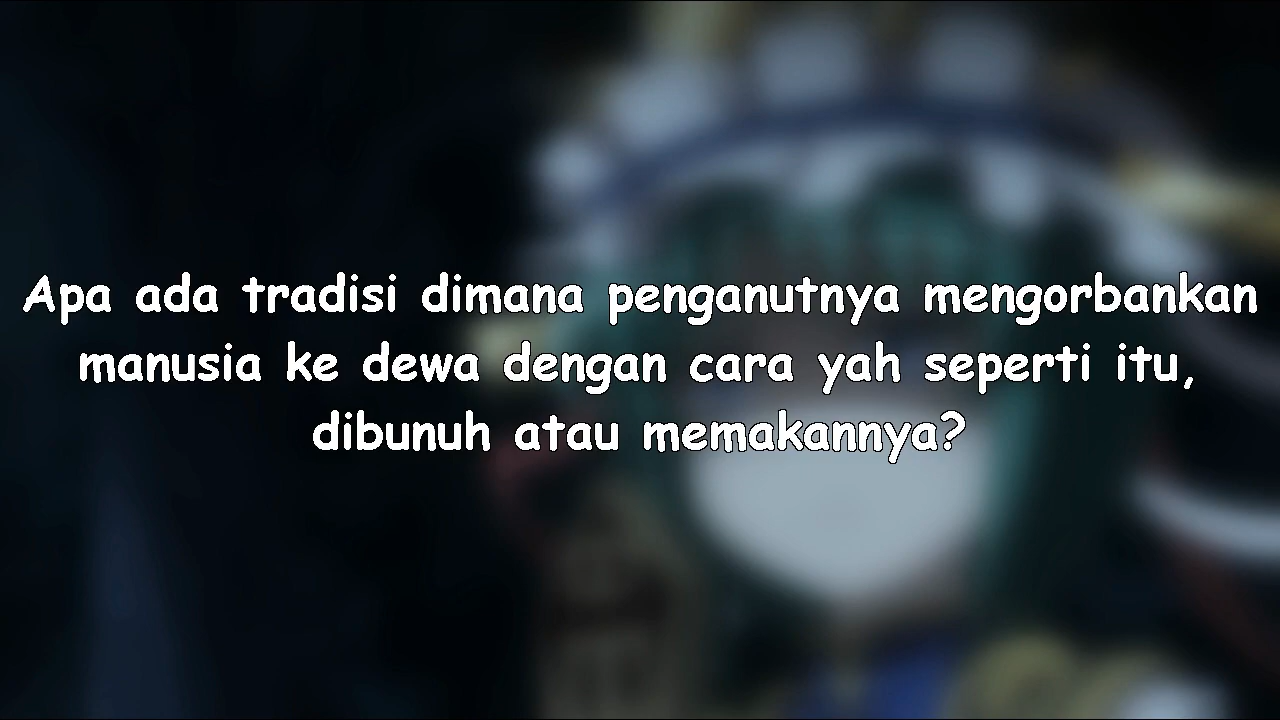 Apa ada tradisi dimana penganutnya mengorbankan
manusia ke dewa dengan cara yah seperti itu,
dibunuh atau memakannya?